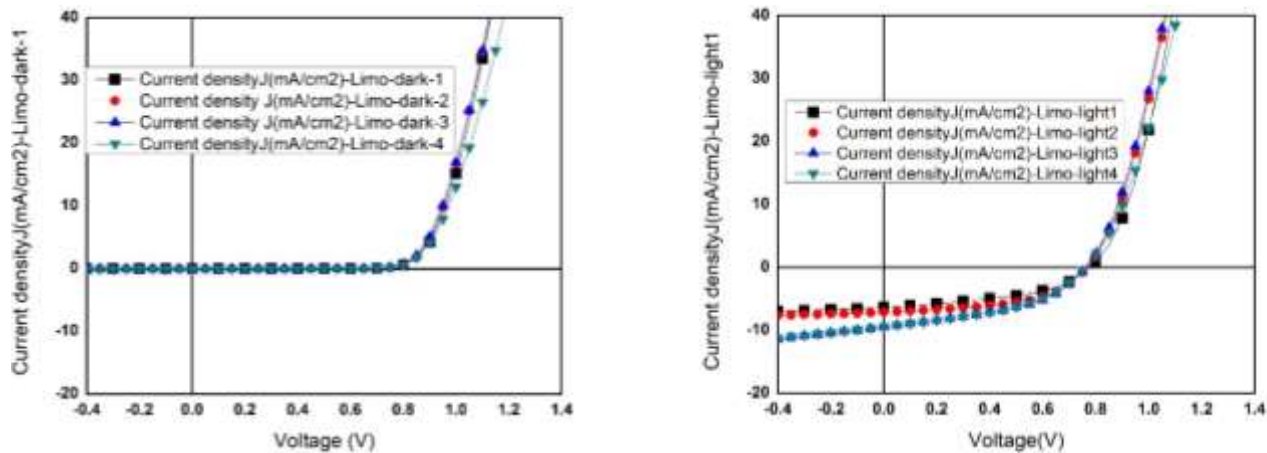 Current densityJ(mA/cm2)-Limo-dark-1
40
30
20
10
0
-10
-20
Current densityJ(mA/cm2)-Limo-dark-1
Current density J(mA/cm2)-Limo-dark-2
Current density J(mA/cm2)-Limo-dark-3
Current densityJ(mA/cm2)-Limo-dark-4
-0.4 -0.2 0.0 0.2 0.4 0.6 0.8 1.0 1.2 1.4
Voltage (V)
Current densityJ(mA/cm2)-Limo-light1
40
30
20
10
0
-10
-20
Current densityJ(mA/cm2)-Limo-light1
Current densityJ(mA/cm2)-Limo-light2
Current densityJ(mA/cm2)-Limo-light3
Current densityJ(mA/cm2)-Limo-light4
-0.4 -0.2 0.0 0.2 0.4 0.6 0.8 1.0 1.2 1.4
Voltage(V)